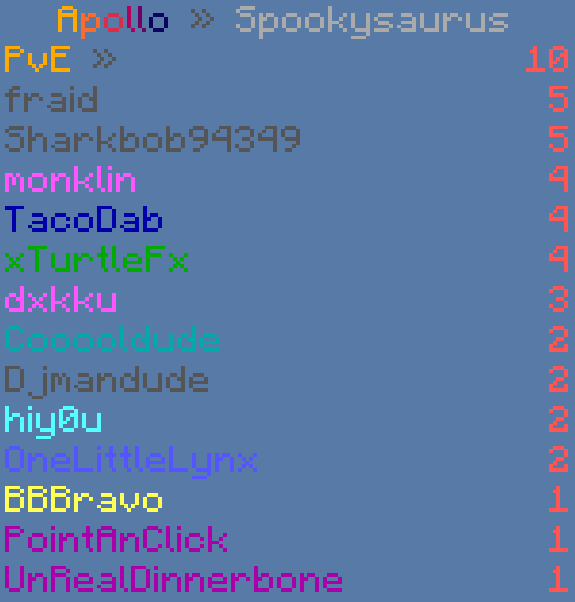 Apollo » Spookysaurus
PvE » 10
fraid 5
Sharkbob94349 5
monklin 4
TacoDab 4
xTurtleFx 4
dxkku 3
Cooooldude 2
Djmandude 2
hiy0u 2
OneLittleLynx 2
BBBravo 1
PointAnClick 1
UnRealDinnerbone 1